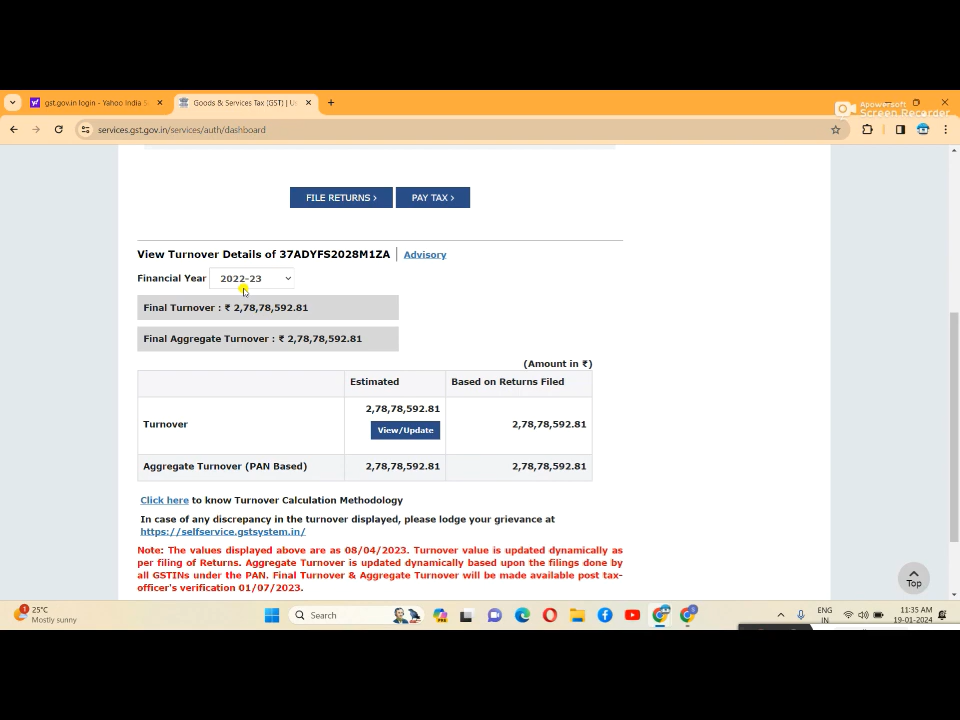 gst.gov.in login - Yahoo India S
Goods & Services Tax (GST) | Us
Apowersoft
Screen Recorder
services.gst.gov.in/services/auth/dashboard
FILE RETURNS >
PAY TAX >
View Turnover Details of 37ADYFS2028M1ZA | Advisory
Financial Year 2022-23
Final Turnover : ₹ 2,78,78,592.81
Final Aggregate Turnover : ₹ 2,78,78,592.81
(Amount in ₹)
Estimated Based on Returns Filed
2,78,78,592.81
Turnover 2,78,78,592.81
View/Update
Aggregate Turnover (PAN Based) 2,78,78,592.81 2,78,78,592.81
Click here to know Turnover Calculation Methodology
In case of any discrepancy in the turnover displayed, please lodge your grievance at
https://selfservice.gstsystem.in/
Note: The values displayed above are as 08/04/2023. Turnover value is updated dynamically as
per filing of Returns. Aggregate Turnover is updated dynamically based upon the filings done by
all GSTINs under the PAN. Final Turnover & Aggregate Turnover will be made available post tax-
officer's verification 01/07/2023.
Top
1
25°C
Mostly sunny
Search
PRE
ENG
IN
11:35 AM
19-01-2024